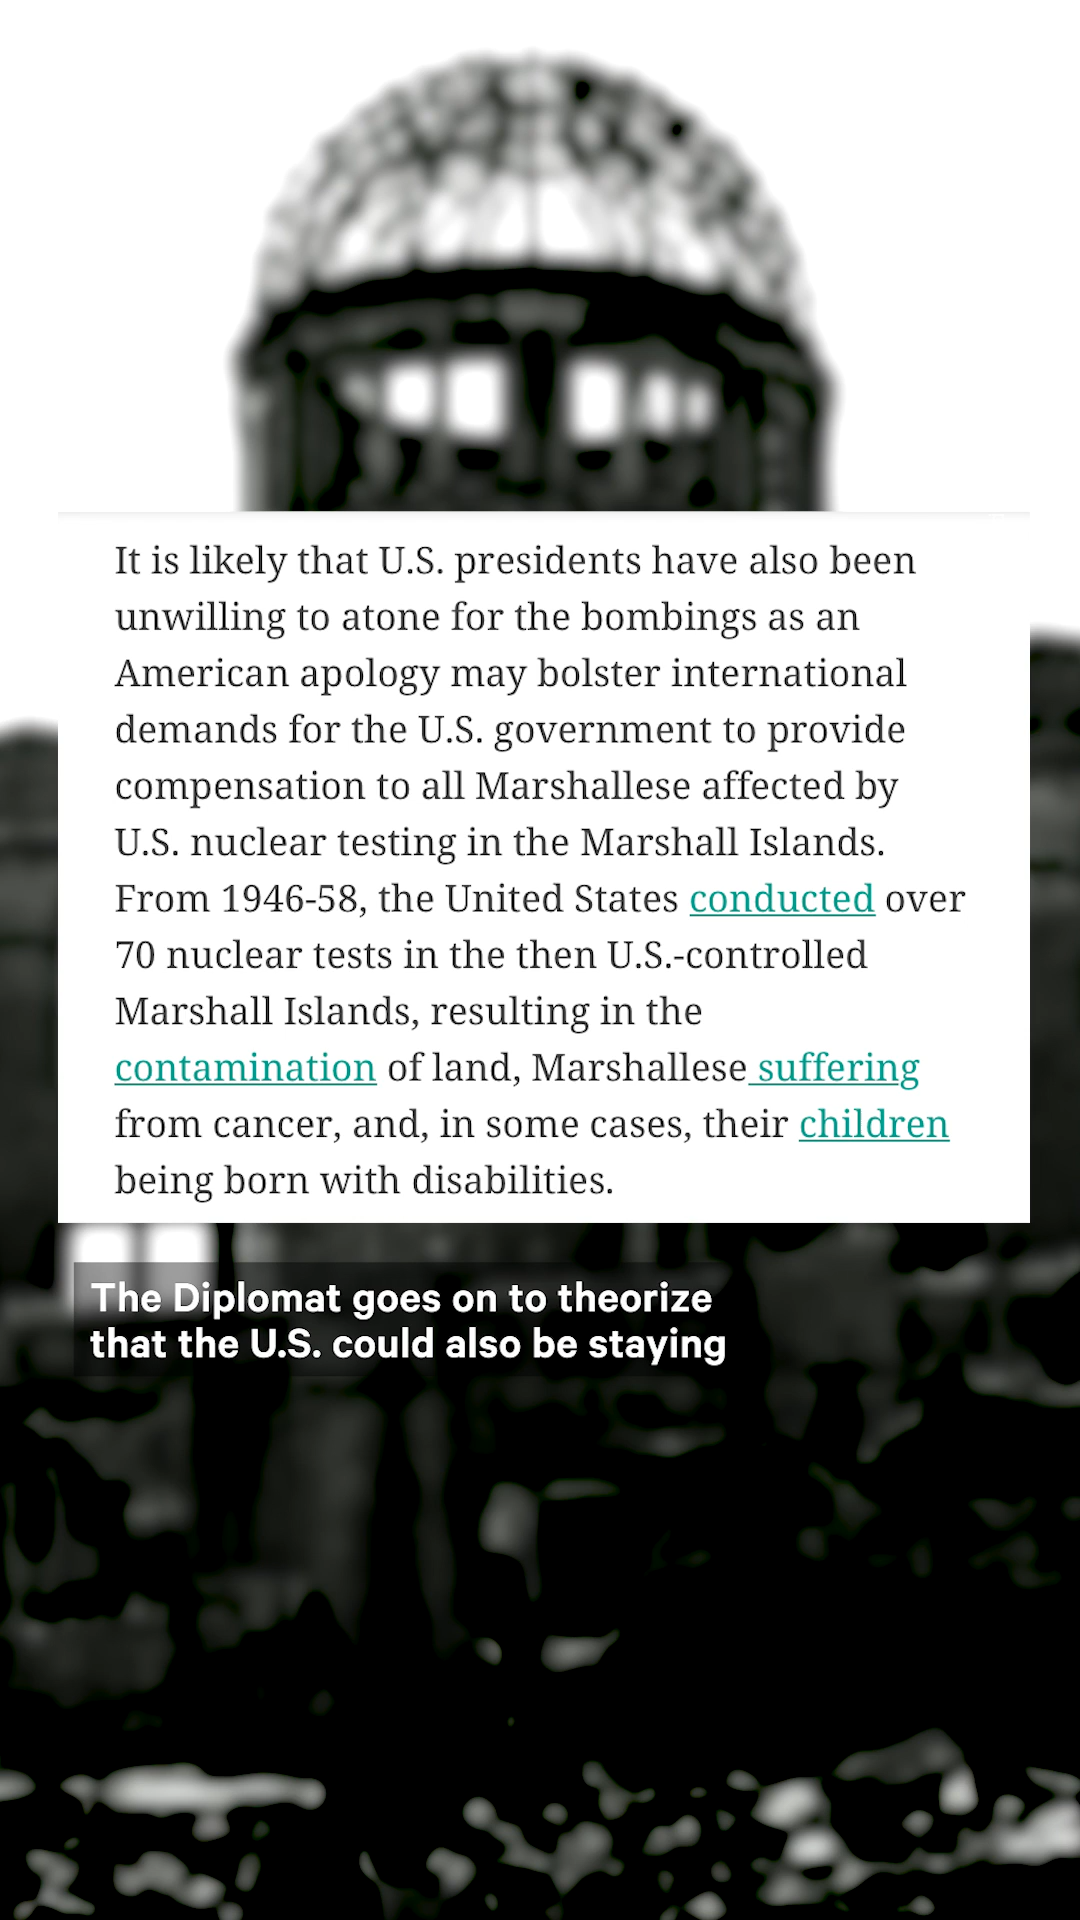 It is likely that U.S. presidents have also been
unwilling to atone for the bombings as an
American apology may bolster international
demands for the U.S. government to provide
compensation to all Marshallese affected by
U.S. nuclear testing in the Marshall Islands.
From 1946-58, the United States conducted over
70 nuclear tests in the then U.S.-controlled
Marshall Islands, resulting in the
contamination of land, Marshallese suffering
from cancer, and, in some cases, their children
being born with disabilities.
The Diplomat goes on to theorize
that the U.S. could also be staying